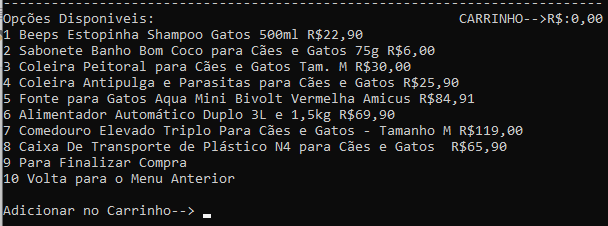 Opções Disponiveis: CARRINHO-->R$:0,00
1 Beeps Estopinha Shampoo Gatos 500ml R$22,90
2 Sabonete Banho Bom Coco para Cães e Gatos 75g R$6,00
3 Coleira Peitoral para Cães e Gatos Tam. M R$30,00
4 Coleira Antipulga e Parasitas para Cães e Gatos R$25,90
5 Fonte para Gatos Aqua Mini Bivolt Vermelha Amicus R$84,91
6 Alimentador Automático Duplo 3L e 1,5kg R$69,90
7 Comedouro Elevado Triplo Para Cães e Gatos - Tamanho M R$119,00
8 Caixa De Transporte de Plástico N4 para Cães e Gatos  R$65,90
9 Para Finalizar Compra
10 Volta para o Menu Anterior
Adicionar no Carrinho-->